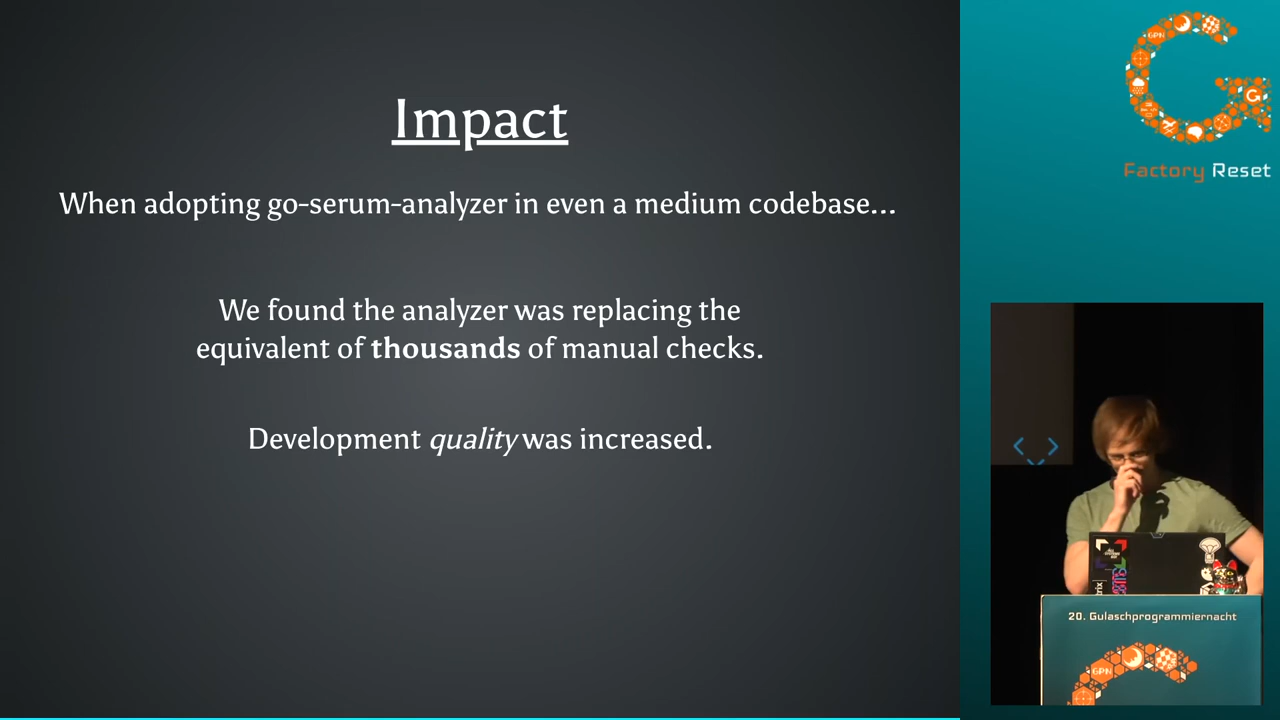 Impact
When adopting go-serum-analyzer in even a medium codebase...
We found the analyzer was replacing the
equivalent of thousands of manual checks.
Development quality was increased.
GPN
G
Factory Reset
20. Gulaschprogrammiernacht
GPN